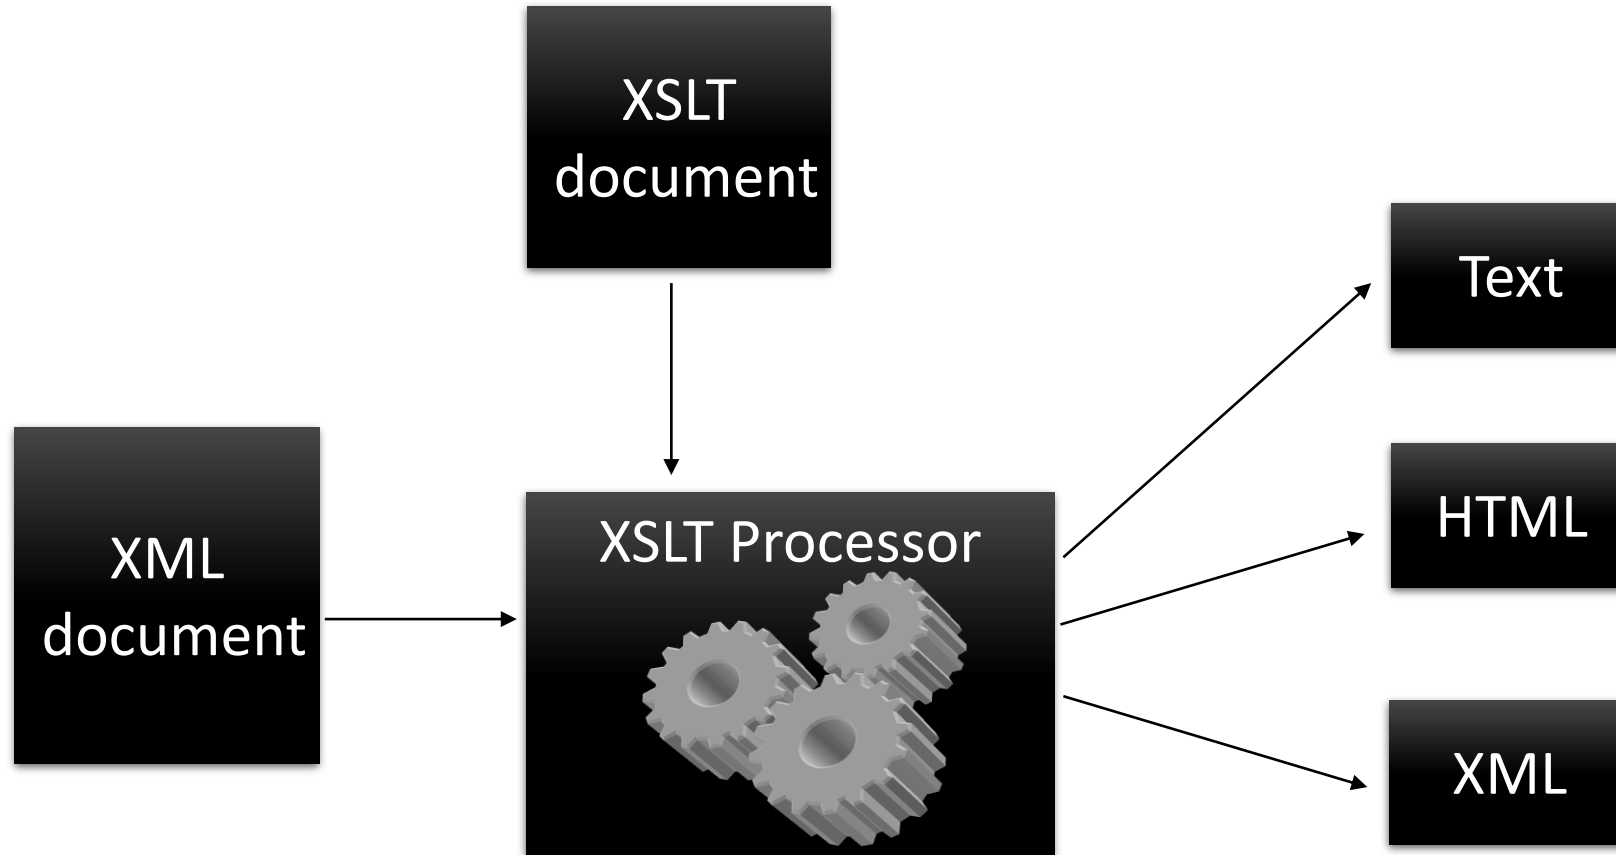 XSLT
document
Text
HTML
XML
document
XSLT Processor
XML